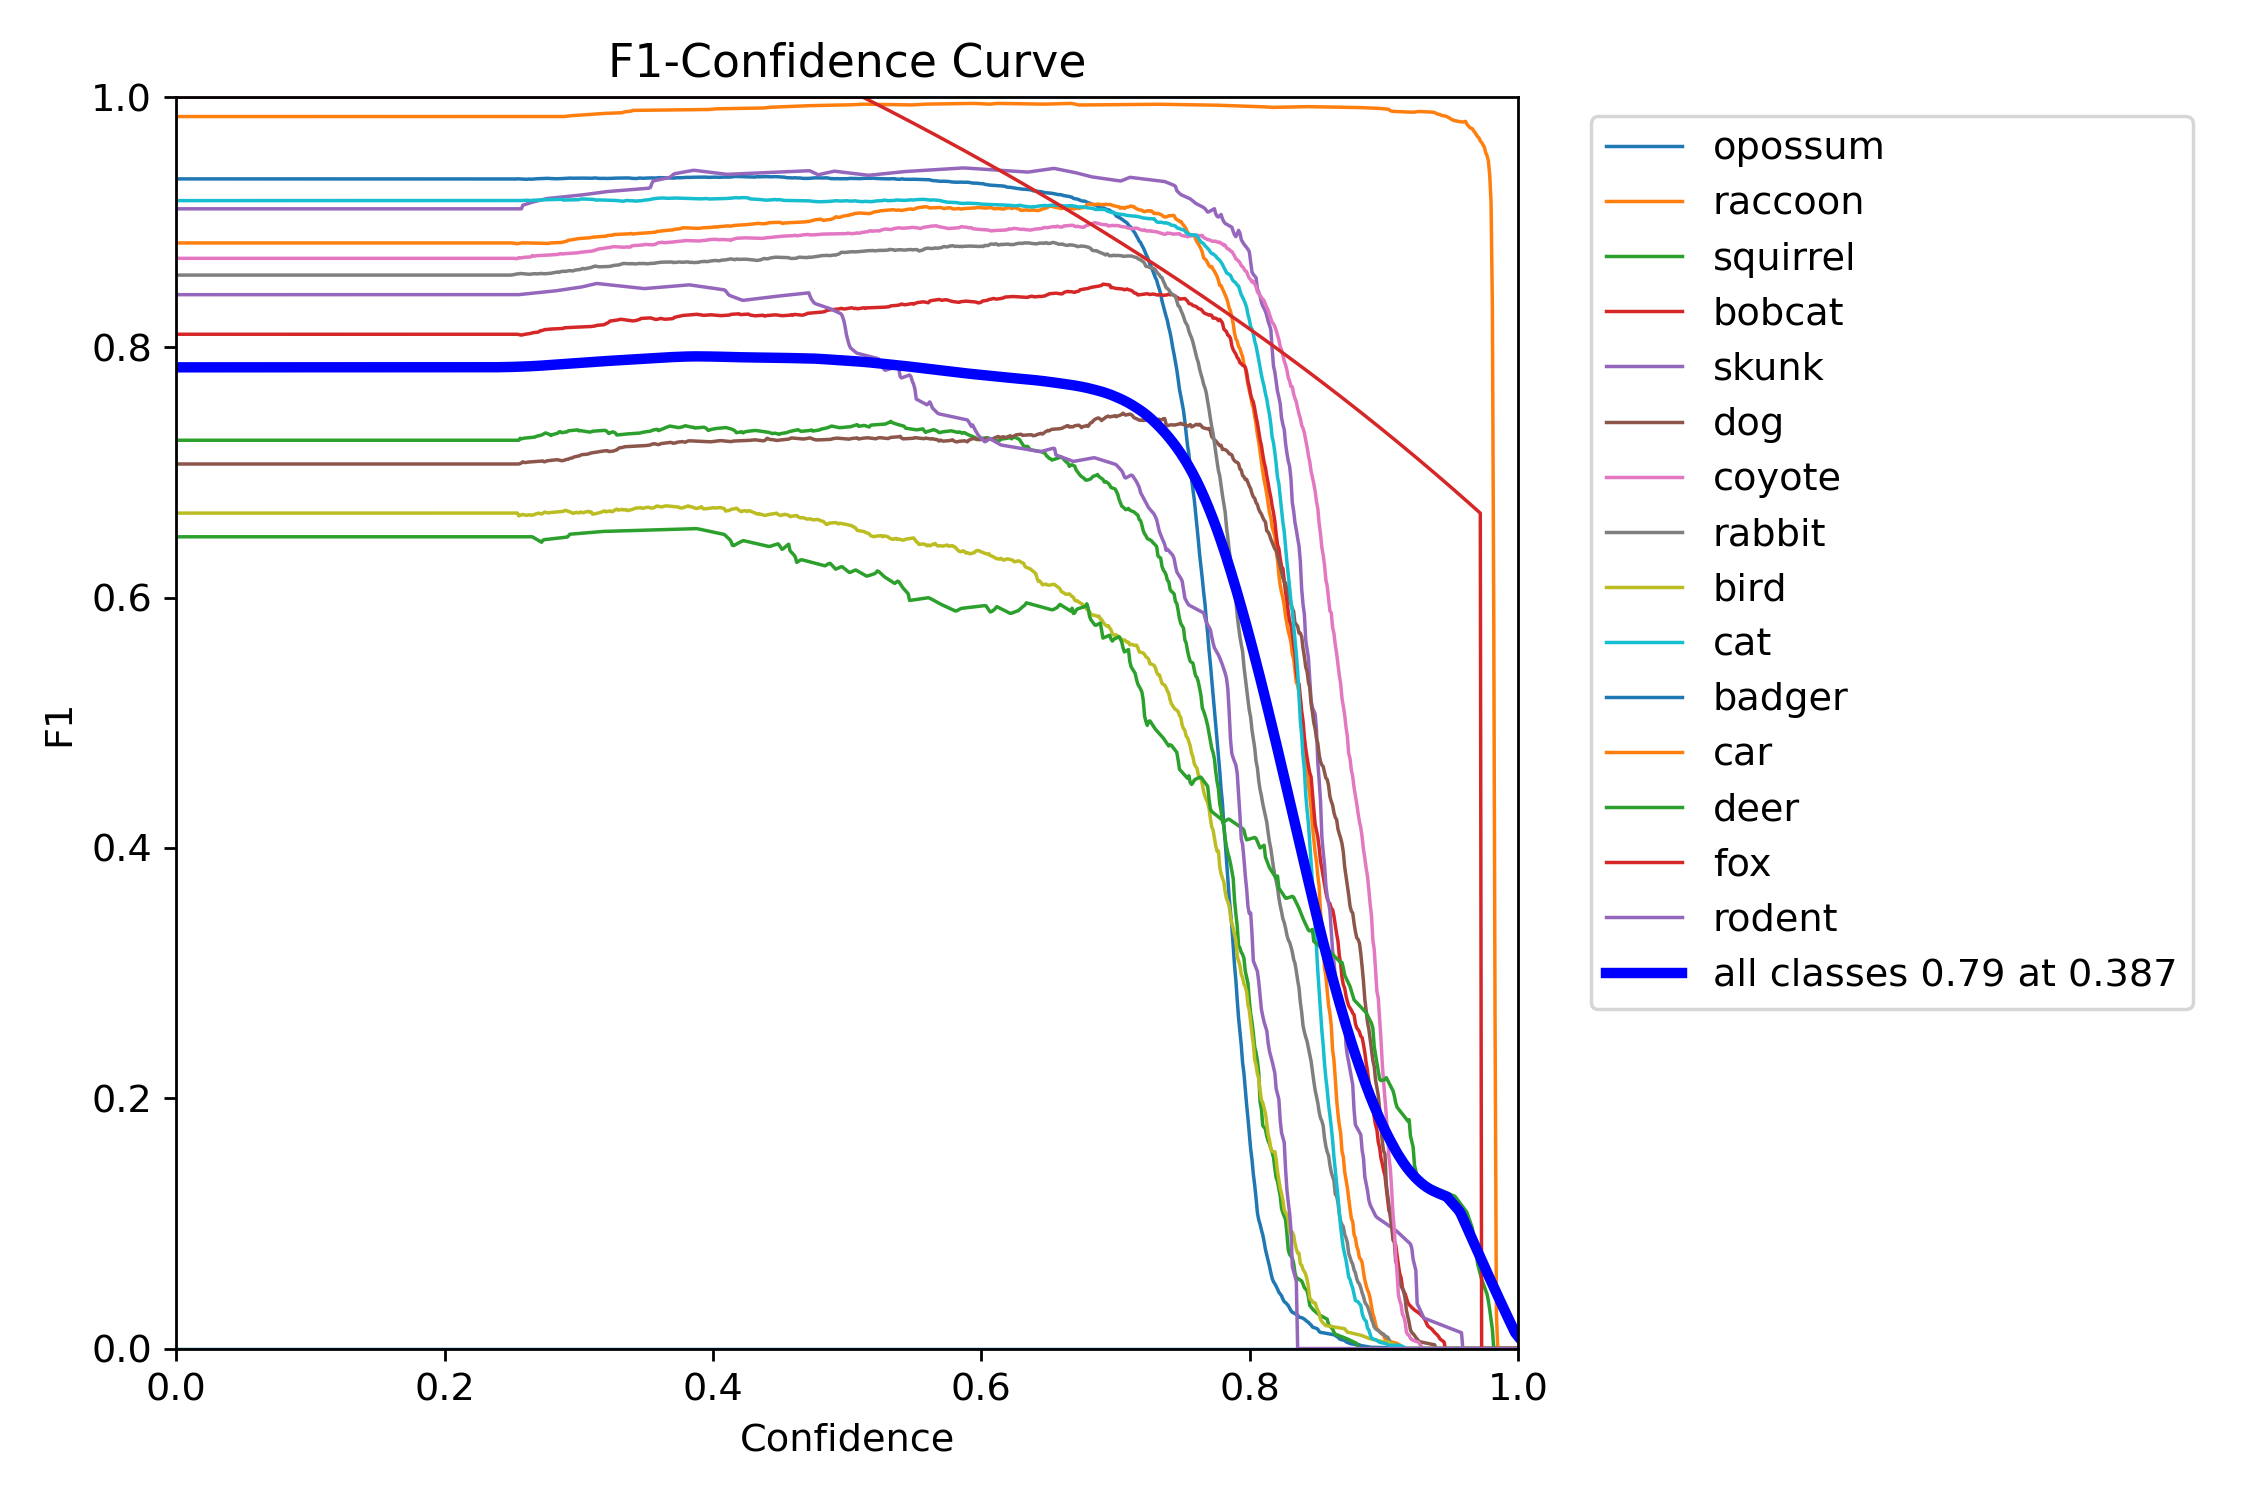 F1-Confidence Curve
1.0
0.8
0.6
0.4
0.2
0.0
F1
0.0 0.2 0.4 0.6 0.8 1.0
Confidence
opossum
raccoon
squirrel
bobcat
skunk
dog
coyote
rabbit
bird
cat
badger
car
deer
fox
rodent
all classes 0.79 at 0.387